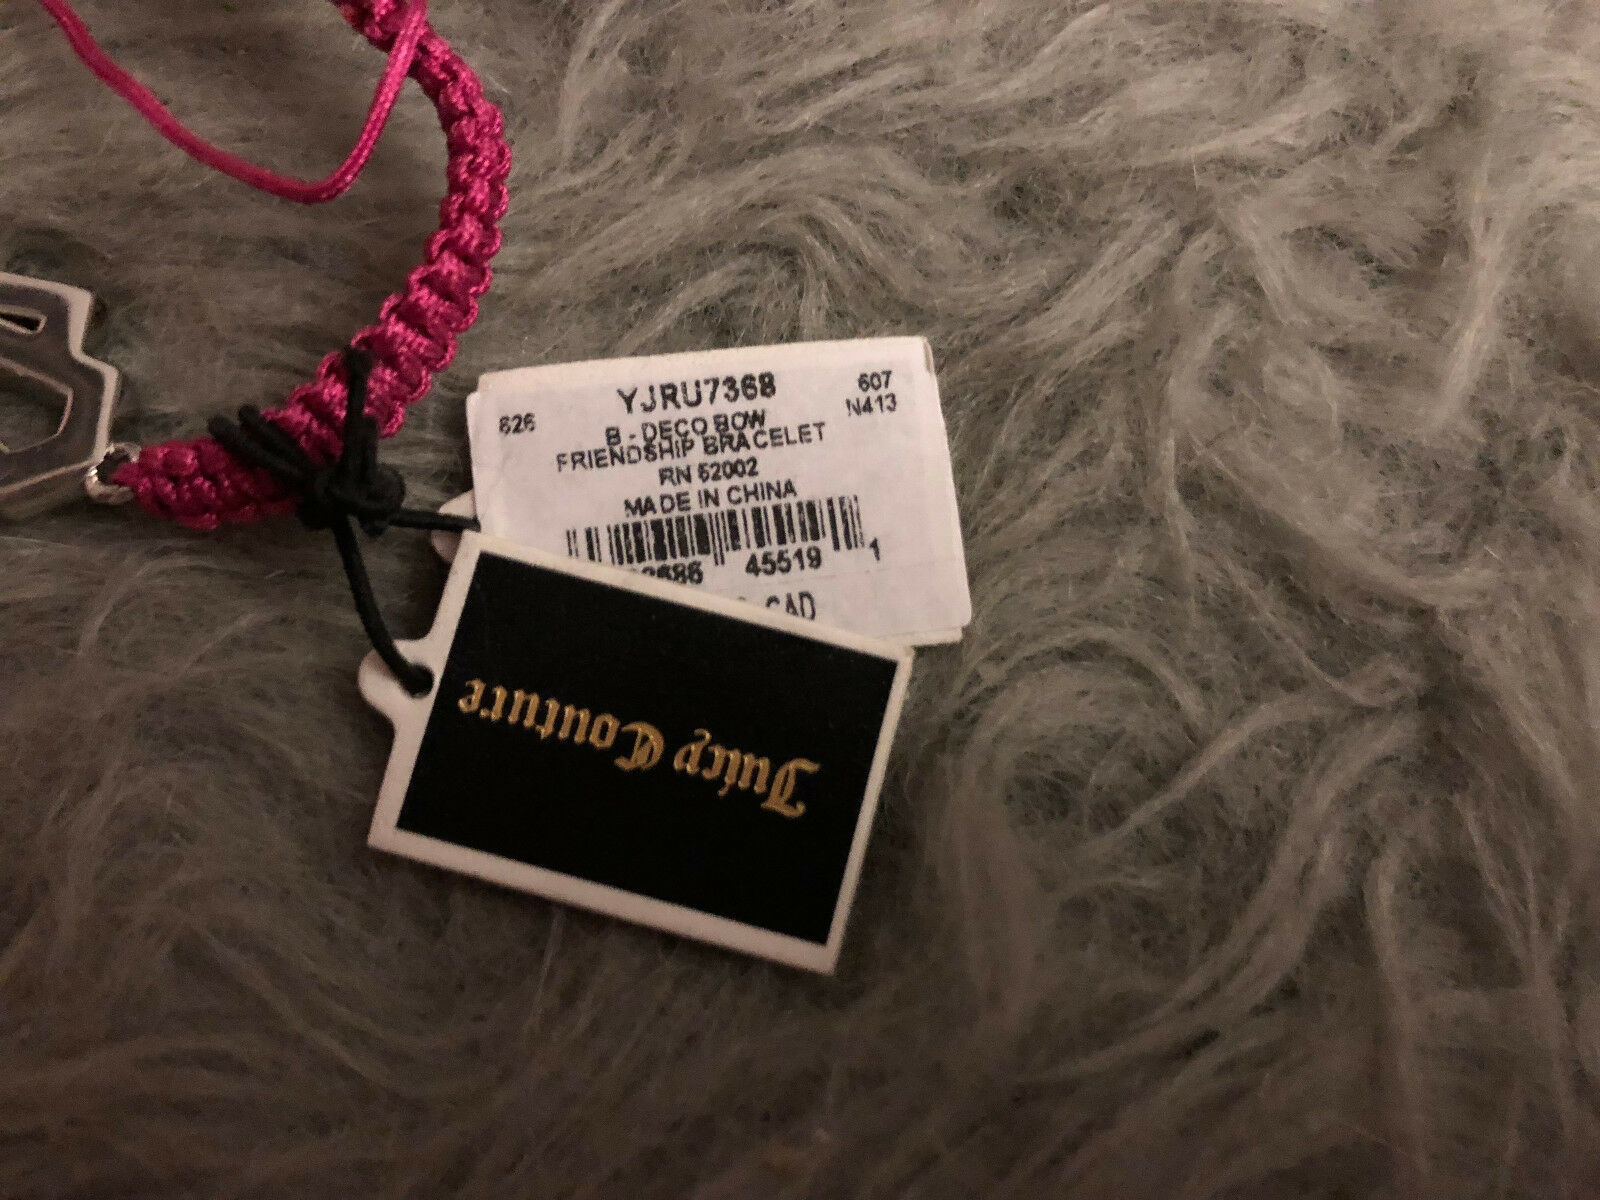 YJRU7368
607
626
N413
B - DECO BOW
FRIENDSHIP BRACELET
RN 52002
MADE IN CHINA
45519 1
CAD
Juicy Couture